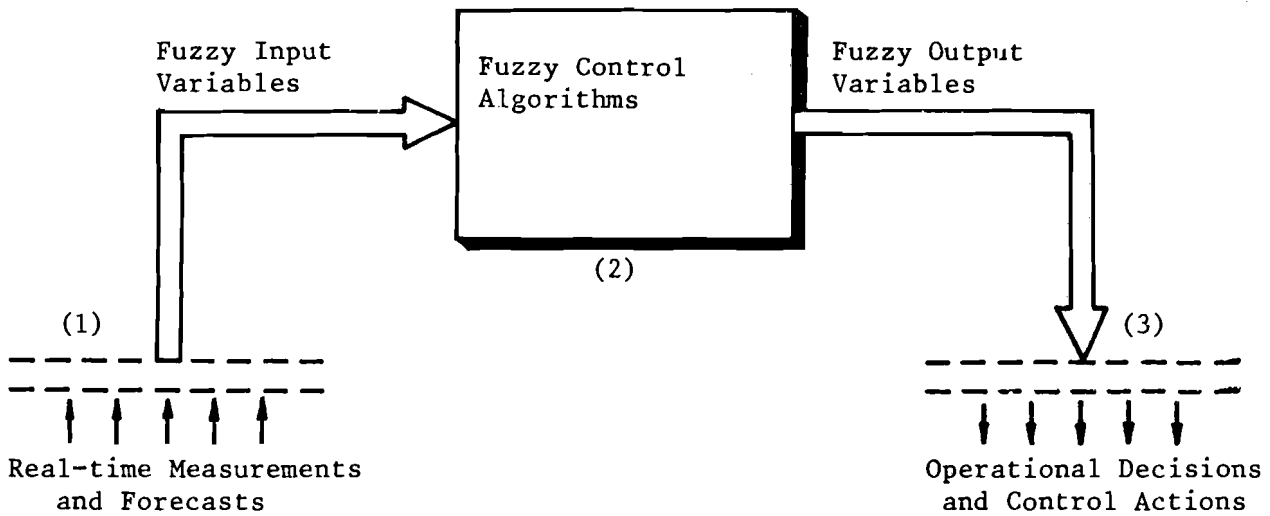 Fuzzy Input
Variables
Fuzzy Control
Algorithms
Fuzzy Output
Variables
(2)
(1)
(3)
Real-time Measurements
and Forecasts
Operational Decisions
and Control Actions